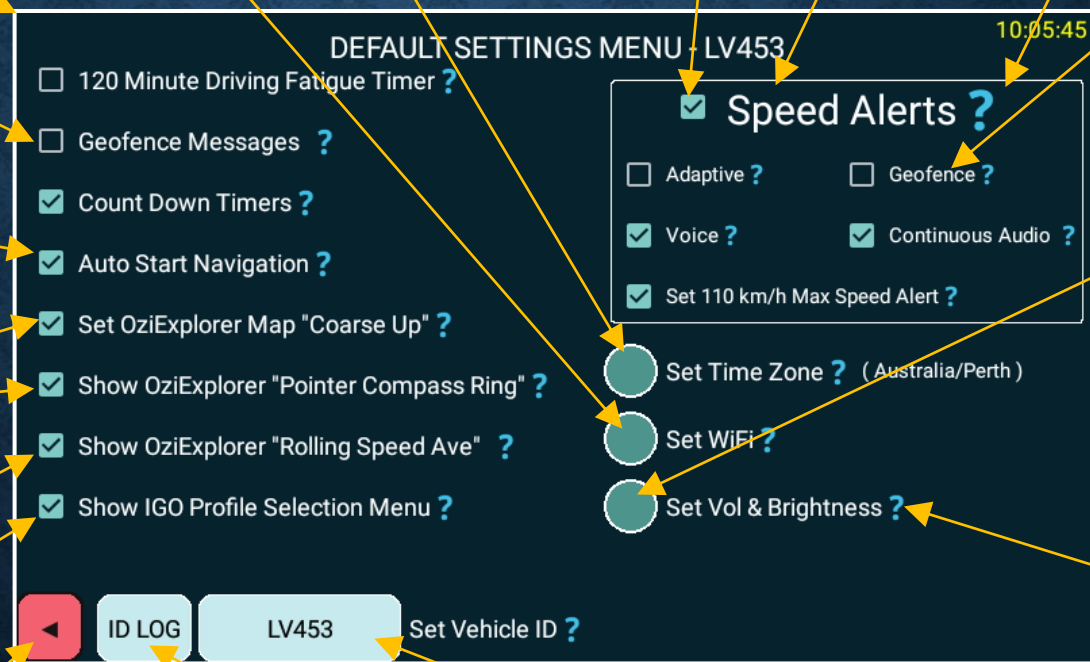 10:05:45
DEFAULT SETTINGS MENU - LV453
120 Minute Driving Fatigue Timer ?
Geofence Messages ?
Count Down Timers ?
Auto Start Navigation ?
Set OziExplorer Map "Coarse Up" ?
Show OziExplorer "Pointer Compass Ring" ?
Show OziExplorer "Rolling Speed Ave" ?
Show IGO Profile Selection Menu ?
Speed Alerts ?
Adaptive ? Geofence ?
Voice ? Continuous Audio ?
Set 110 km/h Max Speed Alert ?
Set Time Zone ? ( Australia/Perth )
Set WiFi ?
Set Vol & Brightness ?
ID LOG LV453 Set Vehicle ID ?